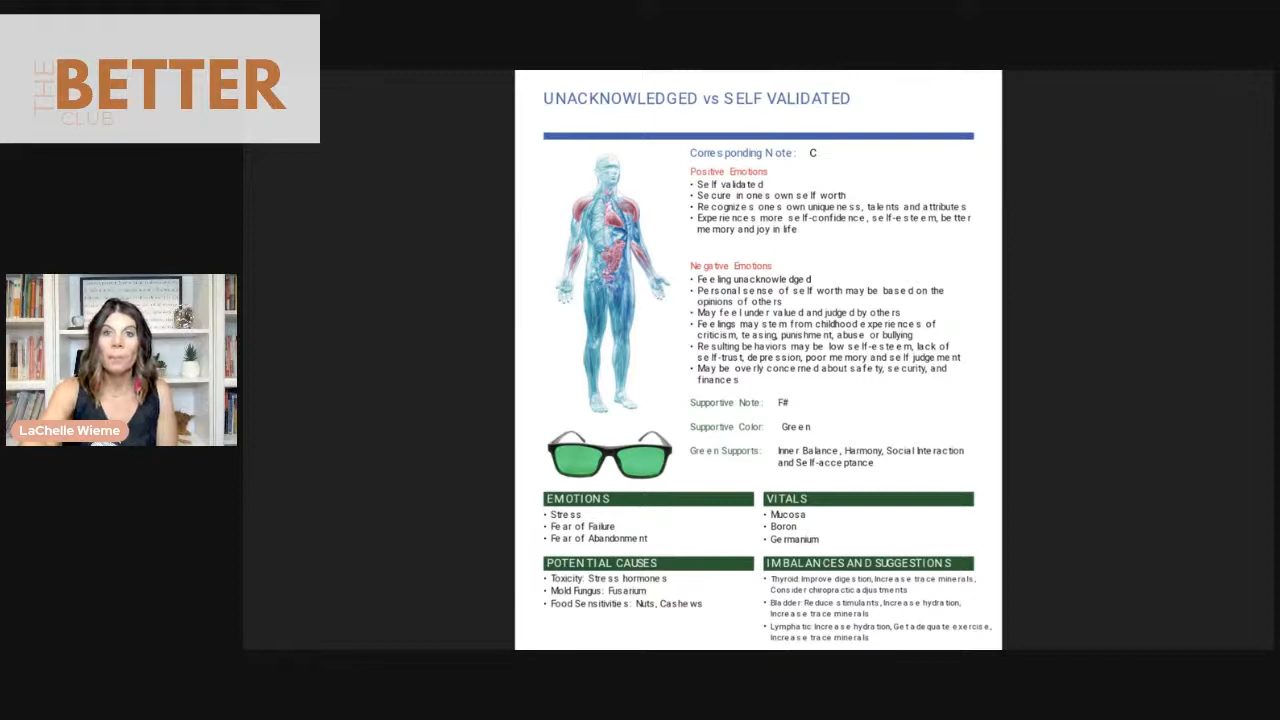 THE
BETTER
CLUB
UNACKNOWLEDGED vs SELF VALIDATED
Corresponding Note: C
Positive Emotions
• Self validated
• Secure in ones own self worth
• Recognizes ones own uniqueness, talents and attributes
• Experiences more self-confidence, self-esteem, better
memory and joy in life
Negative Emotions
• Feeling unacknowledged
• Personal sense of self worth may be based on the
opinions of others
• May feel under valued and judged by others
• Feelings may stem from childhood experiences of
criticism, teasing, punishment, abuse or bullying
• Resulting behaviors may be low self-esteem, lack of
self-trust, depression, poor memory and self judgement
• May be overly concerned about safety, security, and
finances
Supportive Note: F#
Supportive Color: Green
Green Supports: Inner Balance, Harmony, Social Interaction
and Self-acceptance
EMOTIONS
• Stress
• Fear of Failure
• Fear of Abandonment
VITALS
• Mucosa
• Boron
• Germanium
POTENTIAL CAUSES
• Toxicity: Stress hormones
• Mold Fungus: Fusarium
• Food Sensitivities: Nuts, Cashews
IMBALANCES AND SUGGESTIONS
• Thyroid: Improve digestion, Increase trace minerals,
Consider chiropractic adjustments
• Bladder: Reduce stimulants, Increase hydration,
Increase trace minerals
• Lymphatic: Increase hydration, Get adequate exercise,
Increase trace minerals
LaChelle Wieme